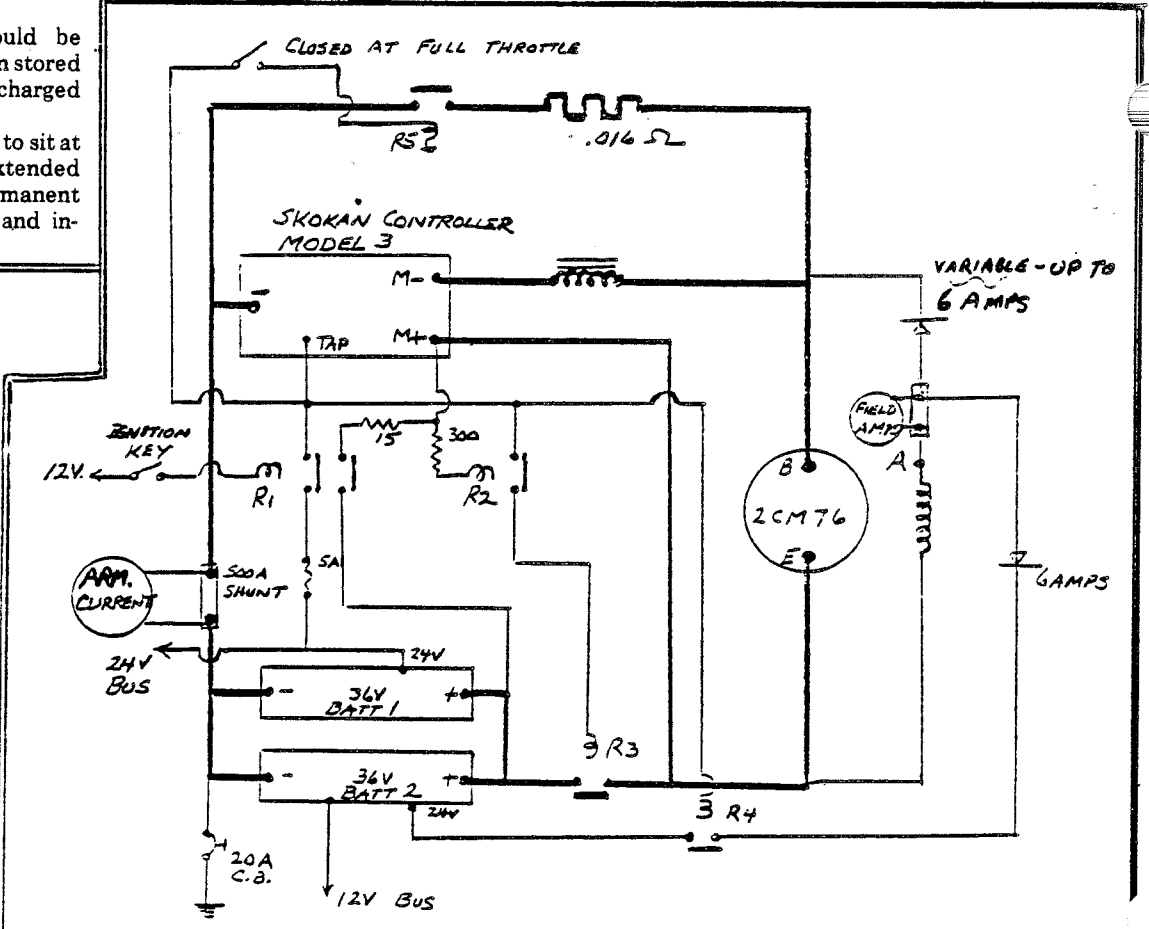 ould be
n stored
charged
to sit at
xtended
manent
and in-
CLOSED AT FULL THROTTLE
R5
.016 Ω
SKOKAN CONTROLLER
MODEL 3
M-
-
TAP
M+
VARIABLE - UP TO
6 AMPS
FIELD
AMPS
A
IGNITION
KEY
12V.
R1
15
300
R2
B
2CM76
E
ARM.
CURRENT
500A
SHUNT
5A
6AMPS
24V
BUS
24V
- 36V +
BATT 1
R3
- 36V +
BATT 2
24V
R4
20A
C.B.
12V BUS